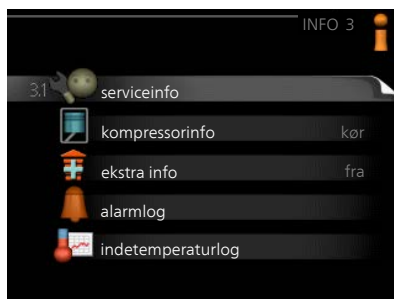 INFO 3
3.1 serviceinfo
kompressorinfo kør
ekstra info fra
alarmlog
indetemperaturlog